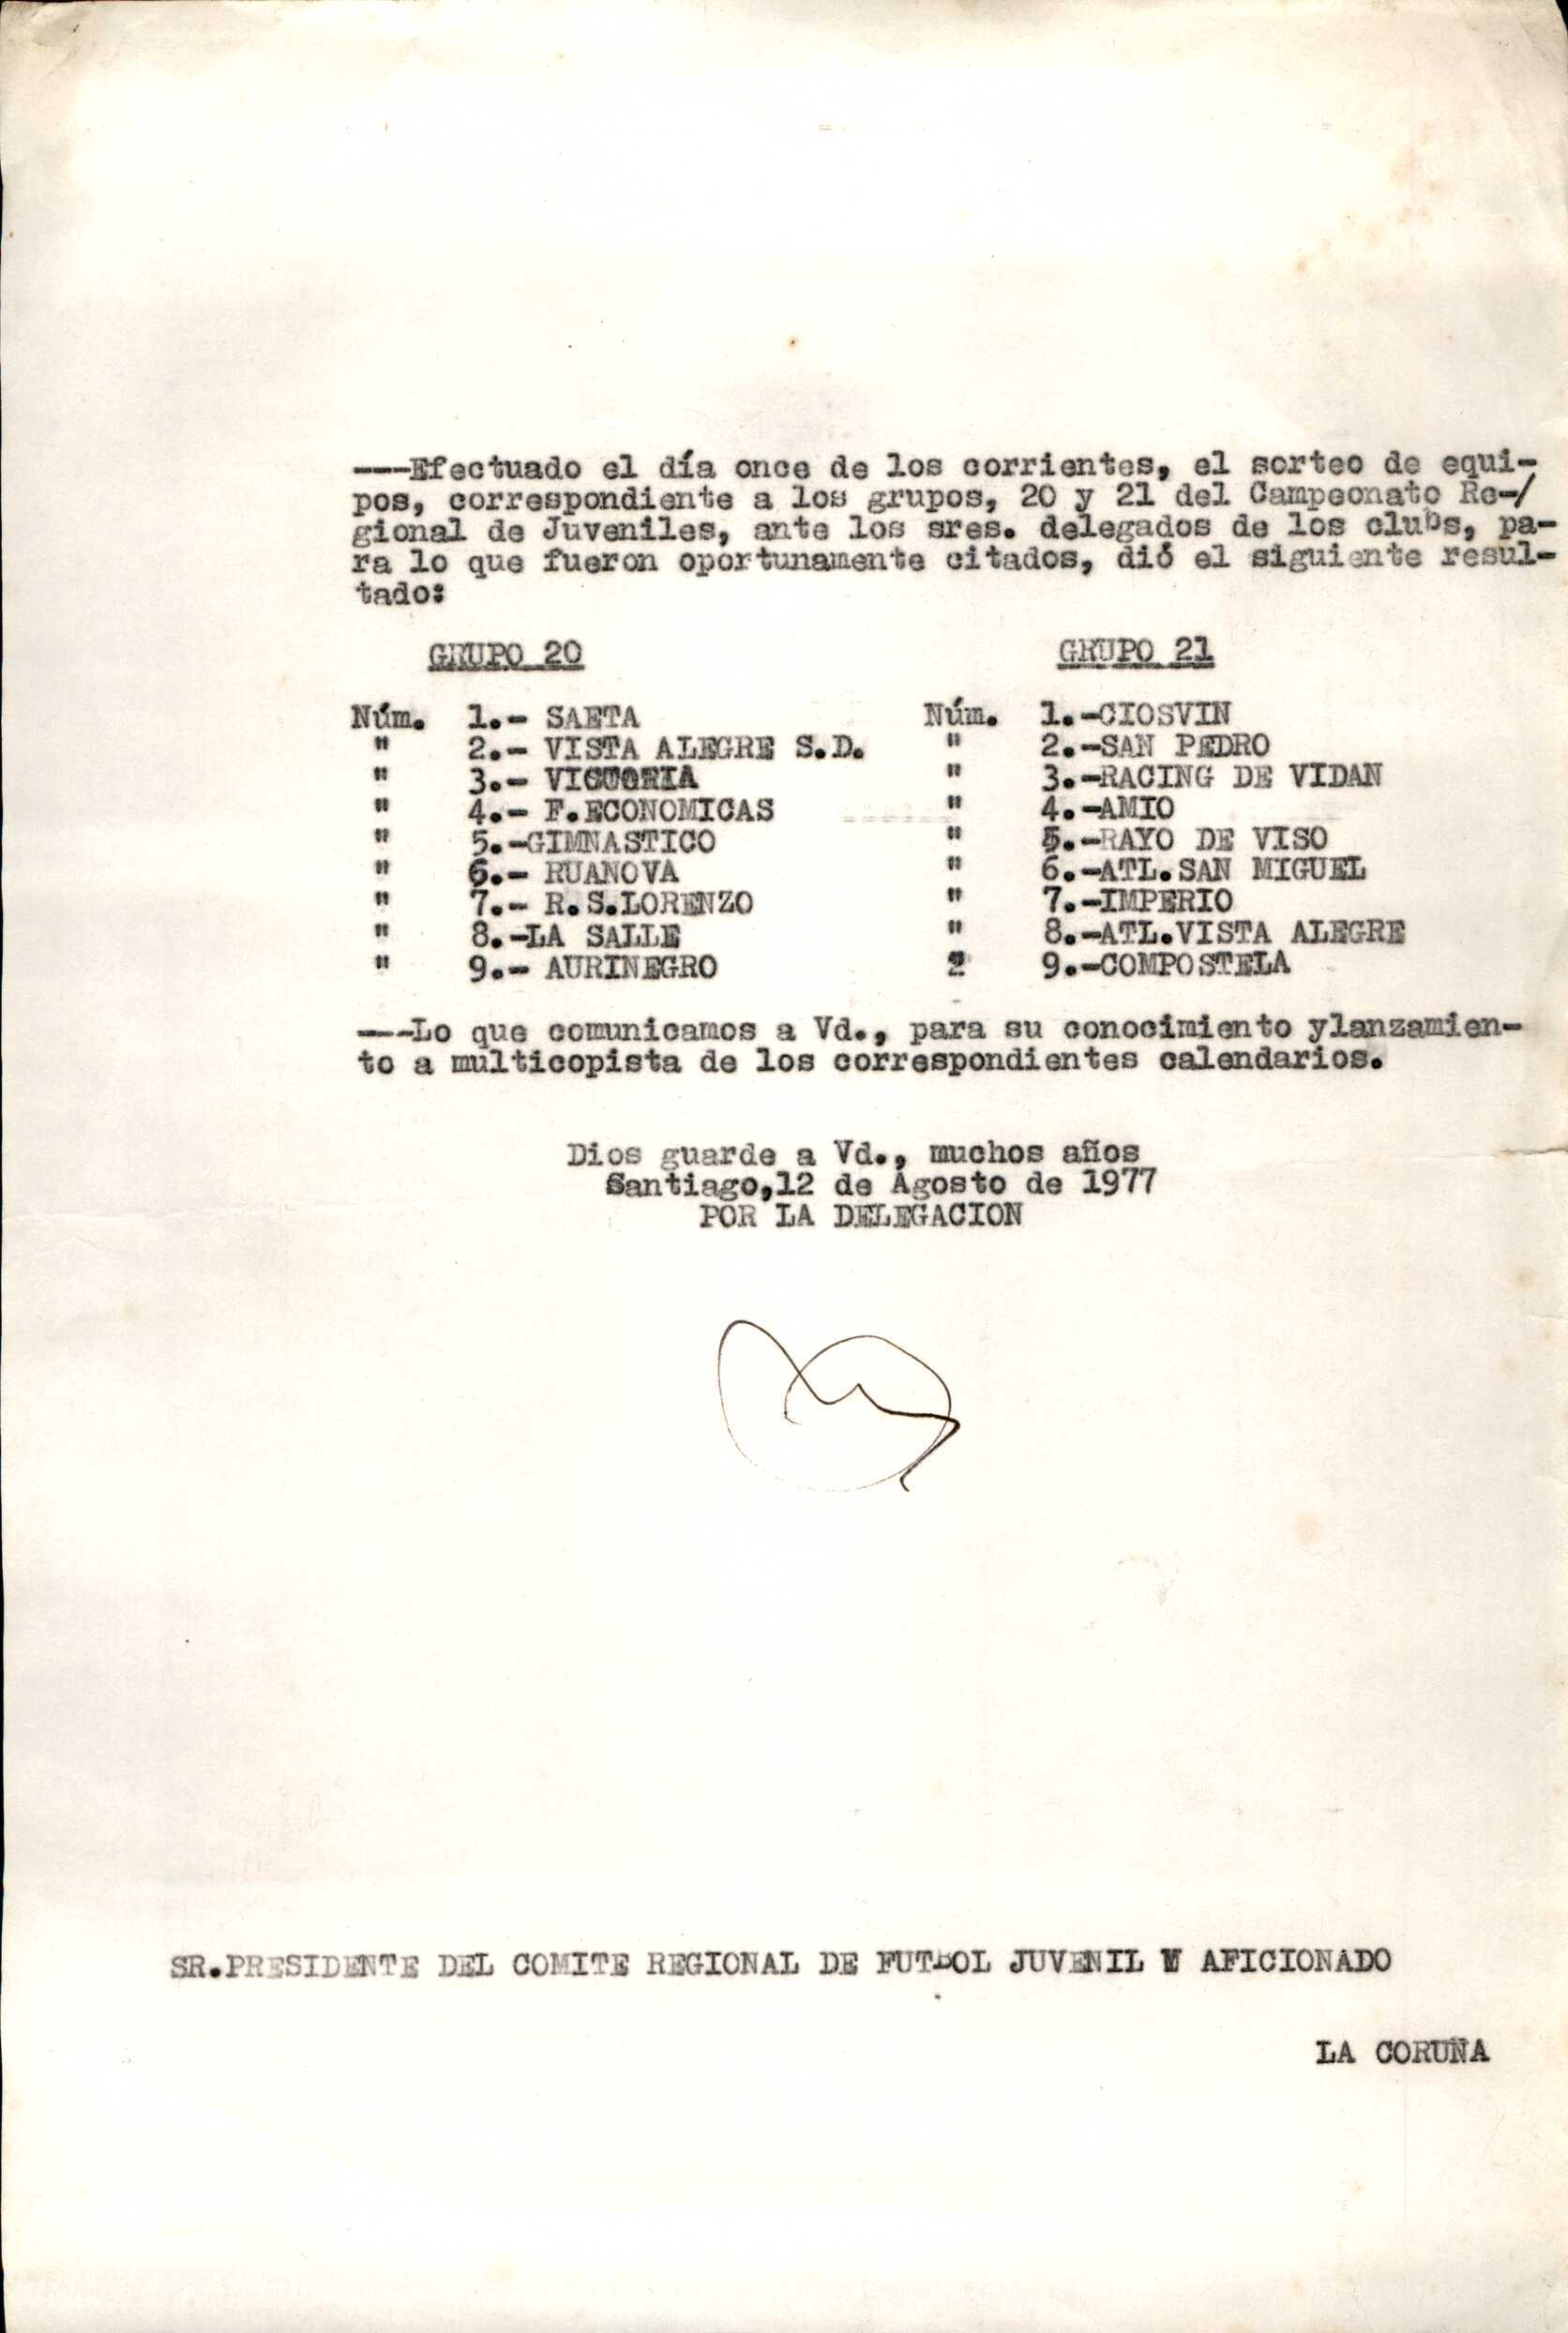 ----Efectuado el día once de los corrientes, el sorteo de equi-
pos, correspondiente a los grupos, 20 y 21 del Campeonato Re-/
gional de Juveniles, ante los sres. delegados de los clubs, pa-
ra lo que fueron oportunamente citados, dió el siguiente resul-
tado:
GRUPO 20
Núm. 1.- SAETA
" 2.- VISTA ALEGRE S.D.
" 3.- VICTORIA
" 4.- F.ECONOMICAS
" 5.-GIMNASTICO
" 6.- RUANOVA
" 7.- R.S.LORENZO
" 8.-LA SALLE
" 9.- AURINEGRO
GRUPO 21
Núm. 1.-CIOSVIN
" 2.-SAN PEDRO
" 3.-RACING DE VIDAN
" 4.-AMIO
" 5.-RAYO DE VISO
" 6.-ATL.SAN MIGUEL
" 7.-IMPERIO
" 8.-ATL.VISTA ALEGRE
" 9.-COMPOSTELA
----Lo que comunicamos a Vd., para su conocimiento ylanzamien-
to a multicopista de los correspondientes calendarios.
Dios guarde a Vd., muchos años
Santiago,12 de Agosto de 1977
POR LA DELEGACION
SR.PRESIDENTE DEL COMITE REGIONAL DE FUTBOL JUVENIL Y AFICIONADO
LA CORUÑA